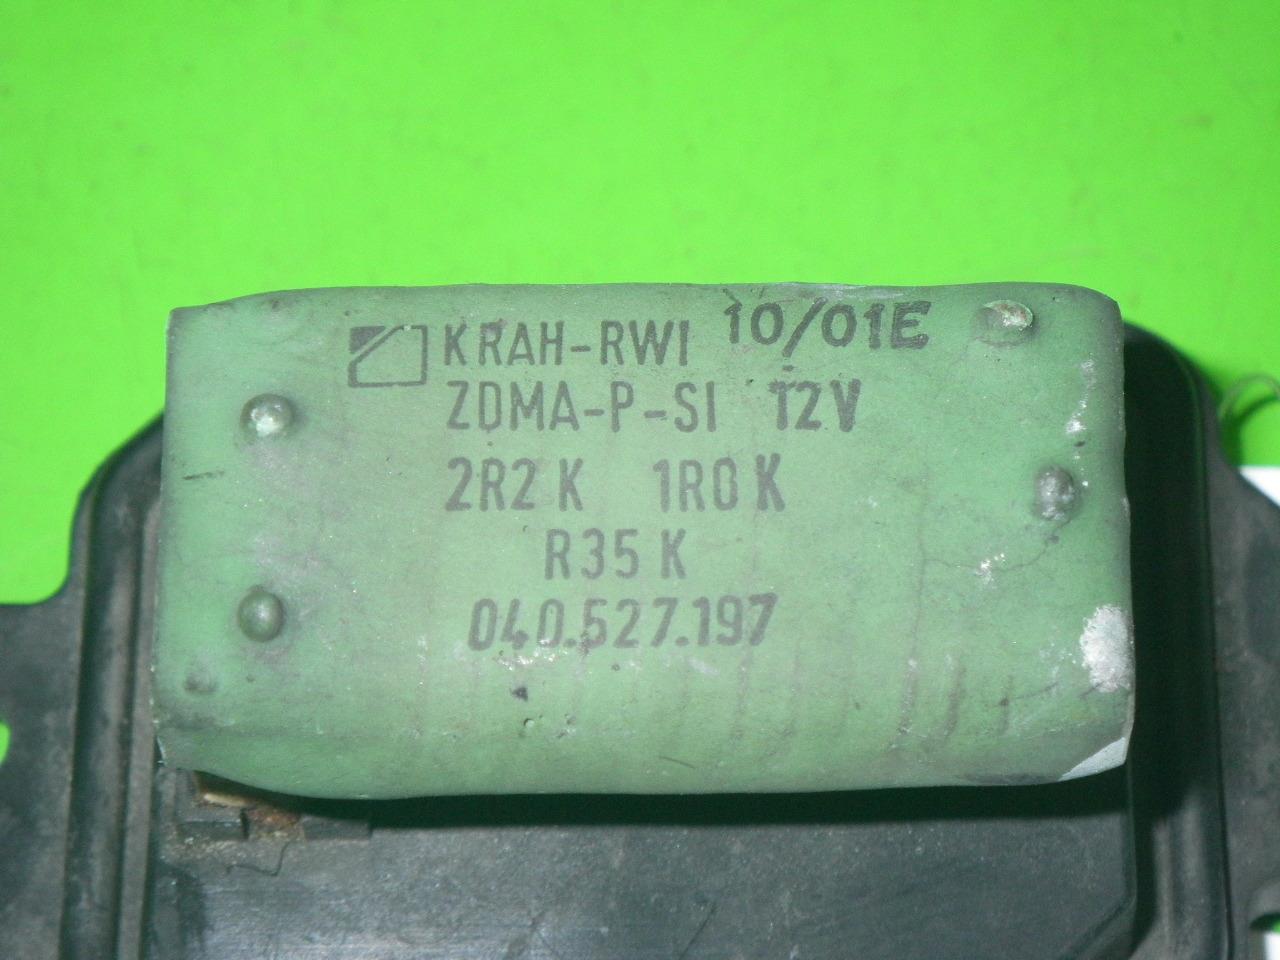 KRAH-RWI 10/01E
ZDMA-P-SI 12V
2R2 K 1R0 K
R35 K
040.527.197